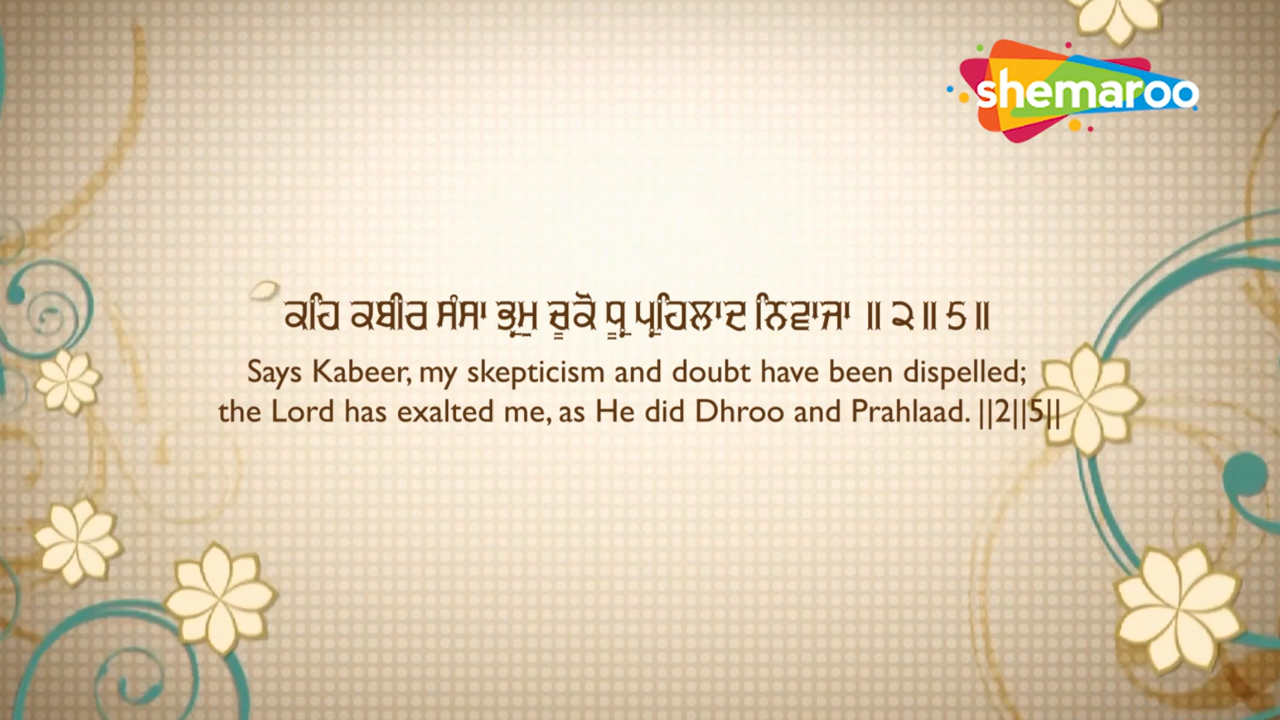 shemaroo
ਕਹਿ ਕਬੀਰ ਸੰਸਾ ਭ੍ਰਮੁ ਚੂਕੋ ਧ੍ਰੂ ਪ੍ਰਹਿਲਾਦ ਨਿਵਾਜਾ ॥ ੨ ॥ 5 ॥
Says Kabeer, my skepticism and doubt have been dispelled;
the Lord has exalted me, as He did Dhroo and Prahlaad. ||2||5||